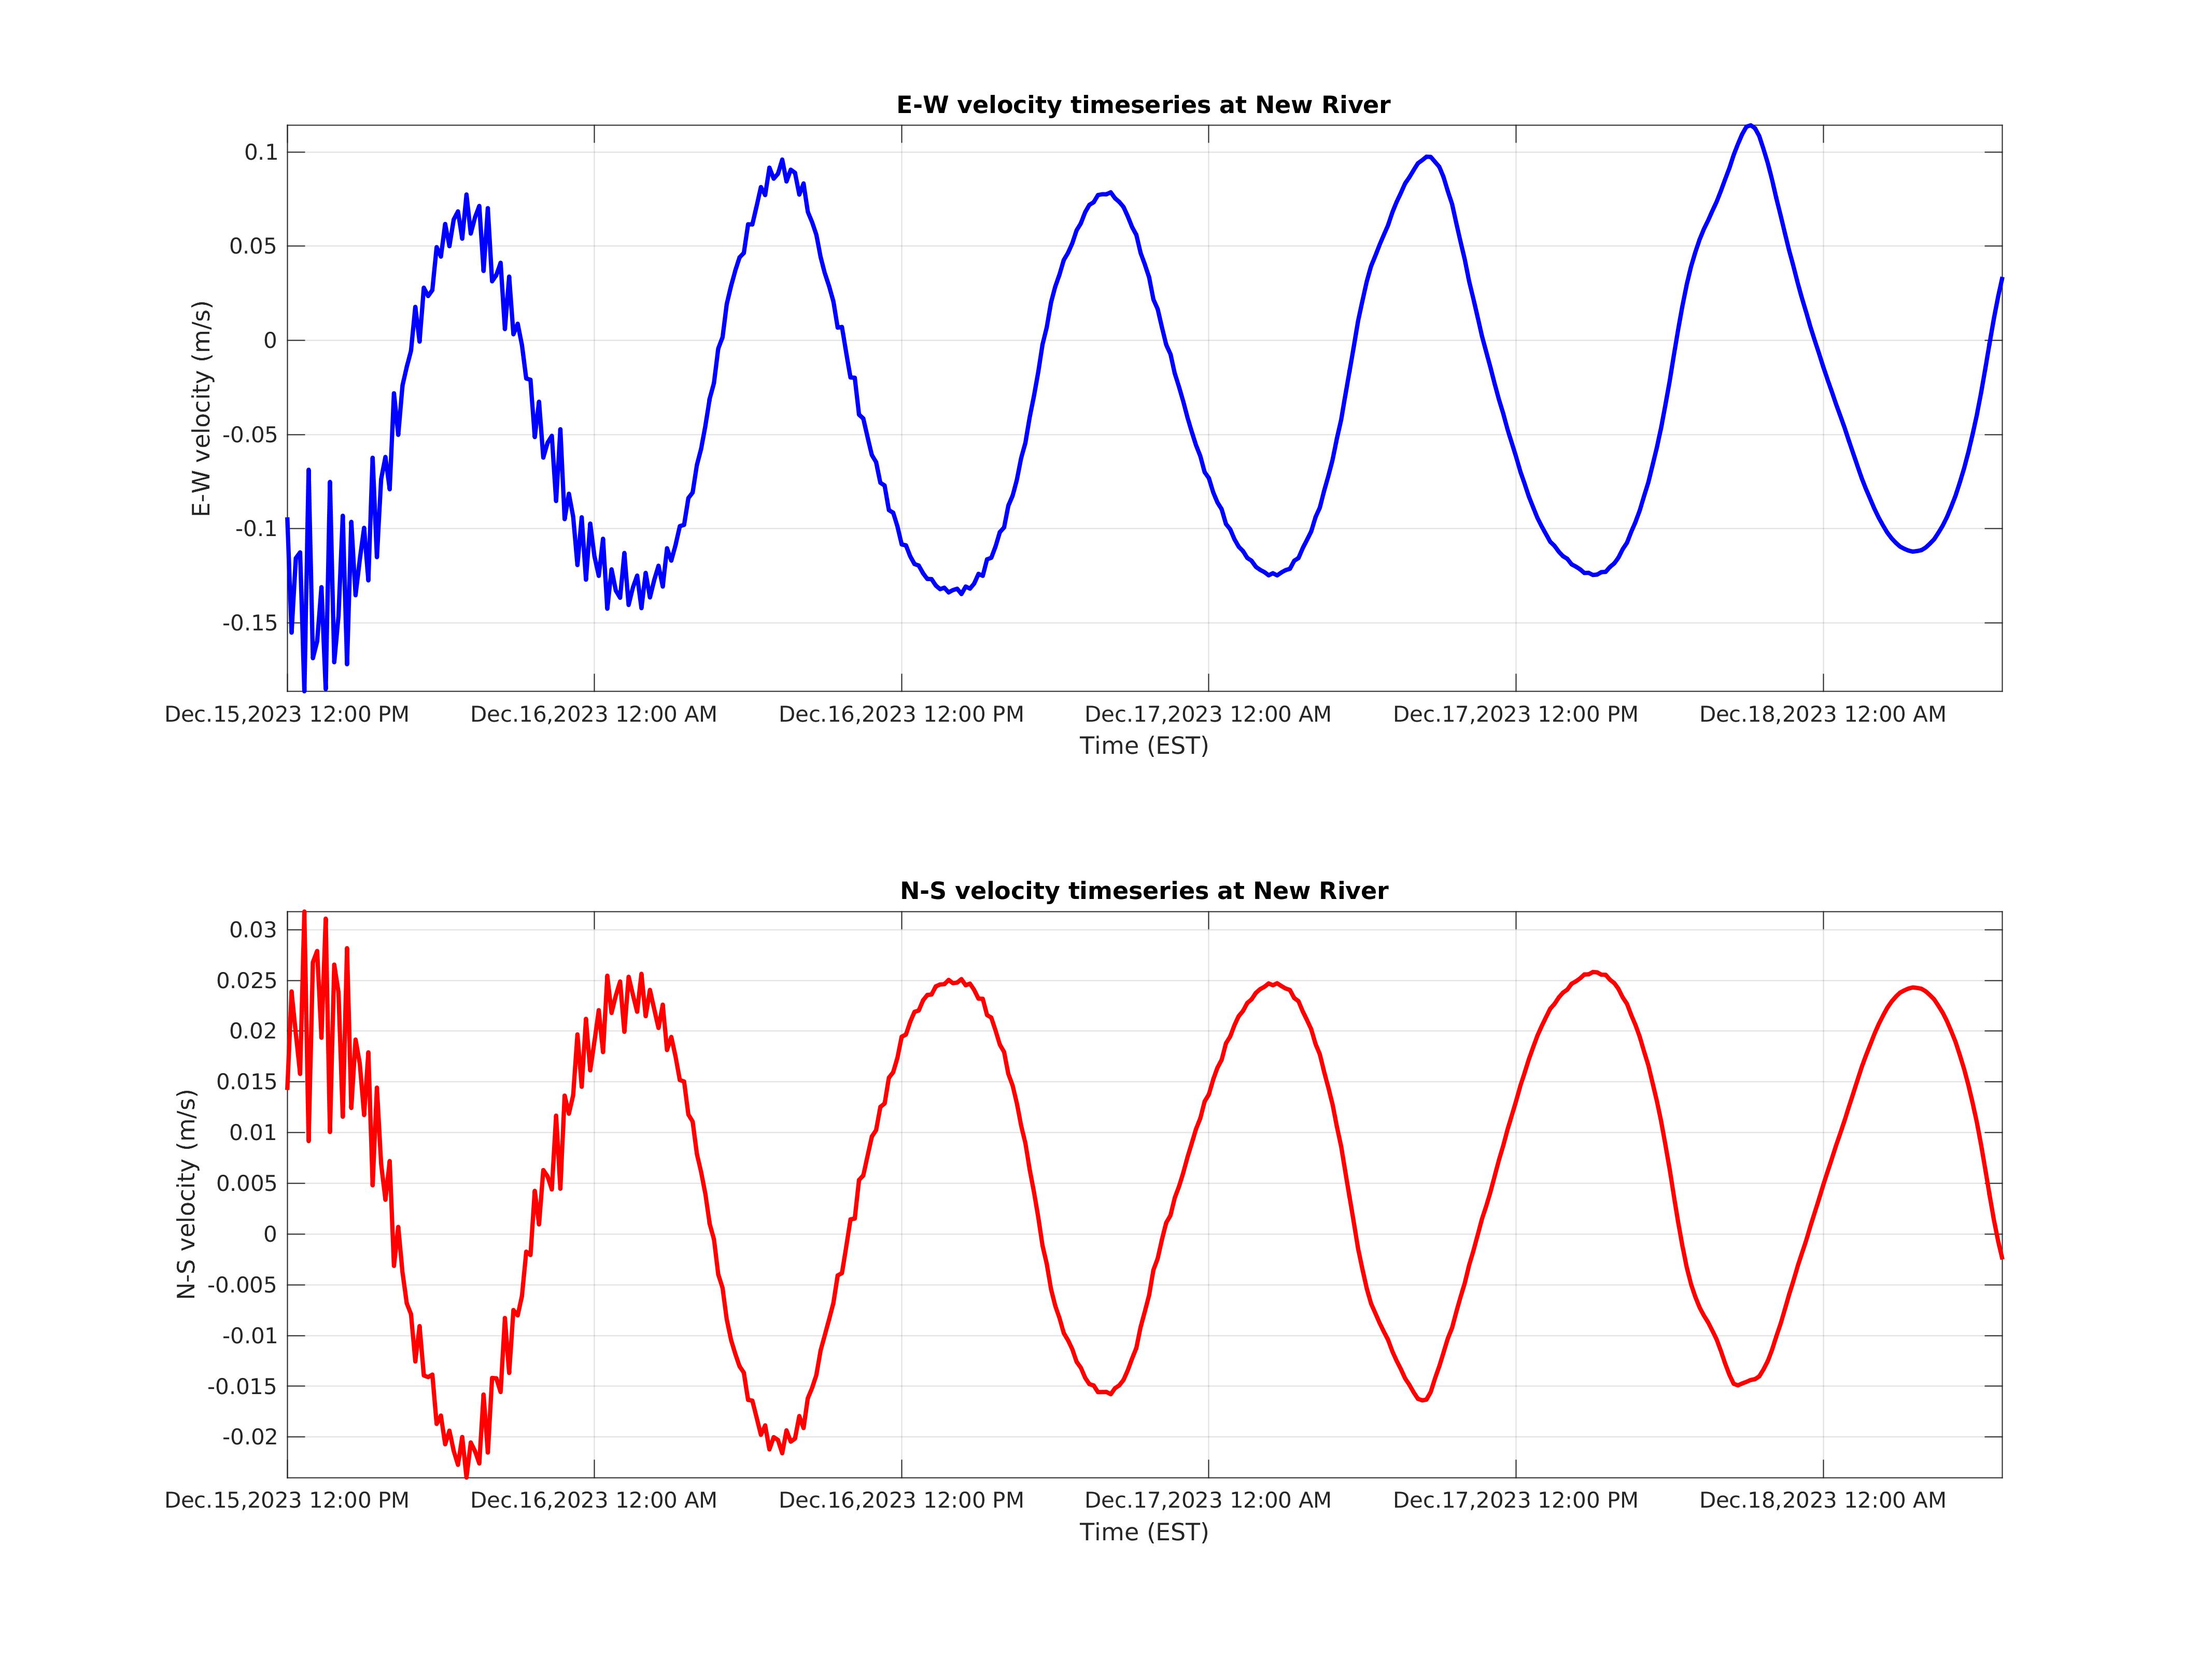 E-W velocity timeseries at New River
E-W velocity (m/s)
0.1
0.05
0
-0.05
-0.1
-0.15
Dec.15,2023 12:00 PM Dec.16,2023 12:00 AM Dec.16,2023 12:00 PM Dec.17,2023 12:00 AM Dec.17,2023 12:00 PM Dec.18,2023 12:00 AM
Time (EST)
N-S velocity timeseries at New River
N-S velocity (m/s)
0.03
0.025
0.02
0.015
0.01
0.005
0
-0.005
-0.01
-0.015
-0.02
Dec.15,2023 12:00 PM Dec.16,2023 12:00 AM Dec.16,2023 12:00 PM Dec.17,2023 12:00 AM Dec.17,2023 12:00 PM Dec.18,2023 12:00 AM
Time (EST)